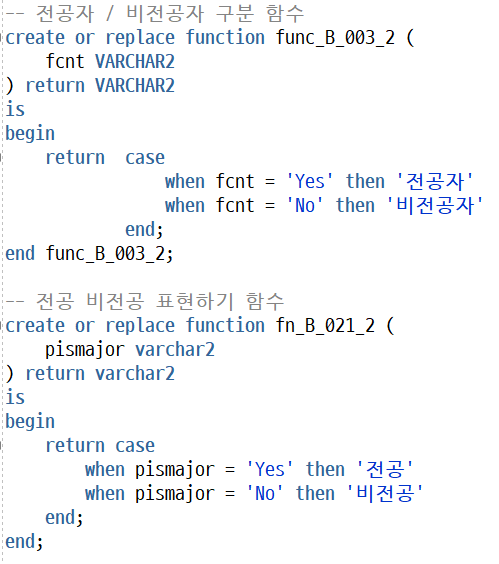 -- 전공자 / 비전공자 구분 함수
create or replace function func_B_003_2 (
    fcnt VARCHAR2
) return VARCHAR2
is
begin
    return  case
                when fcnt = 'Yes' then '전공자'
                when fcnt = 'No' then '비전공자'
            end;
end func_B_003_2;

-- 전공 비전공 표현하기 함수
create or replace function fn_B_021_2 (
    pismajor varchar2
) return varchar2
is
begin
    return case
        when pismajor = 'Yes' then '전공'
        when pismajor = 'No' then '비전공'
    end;
end;